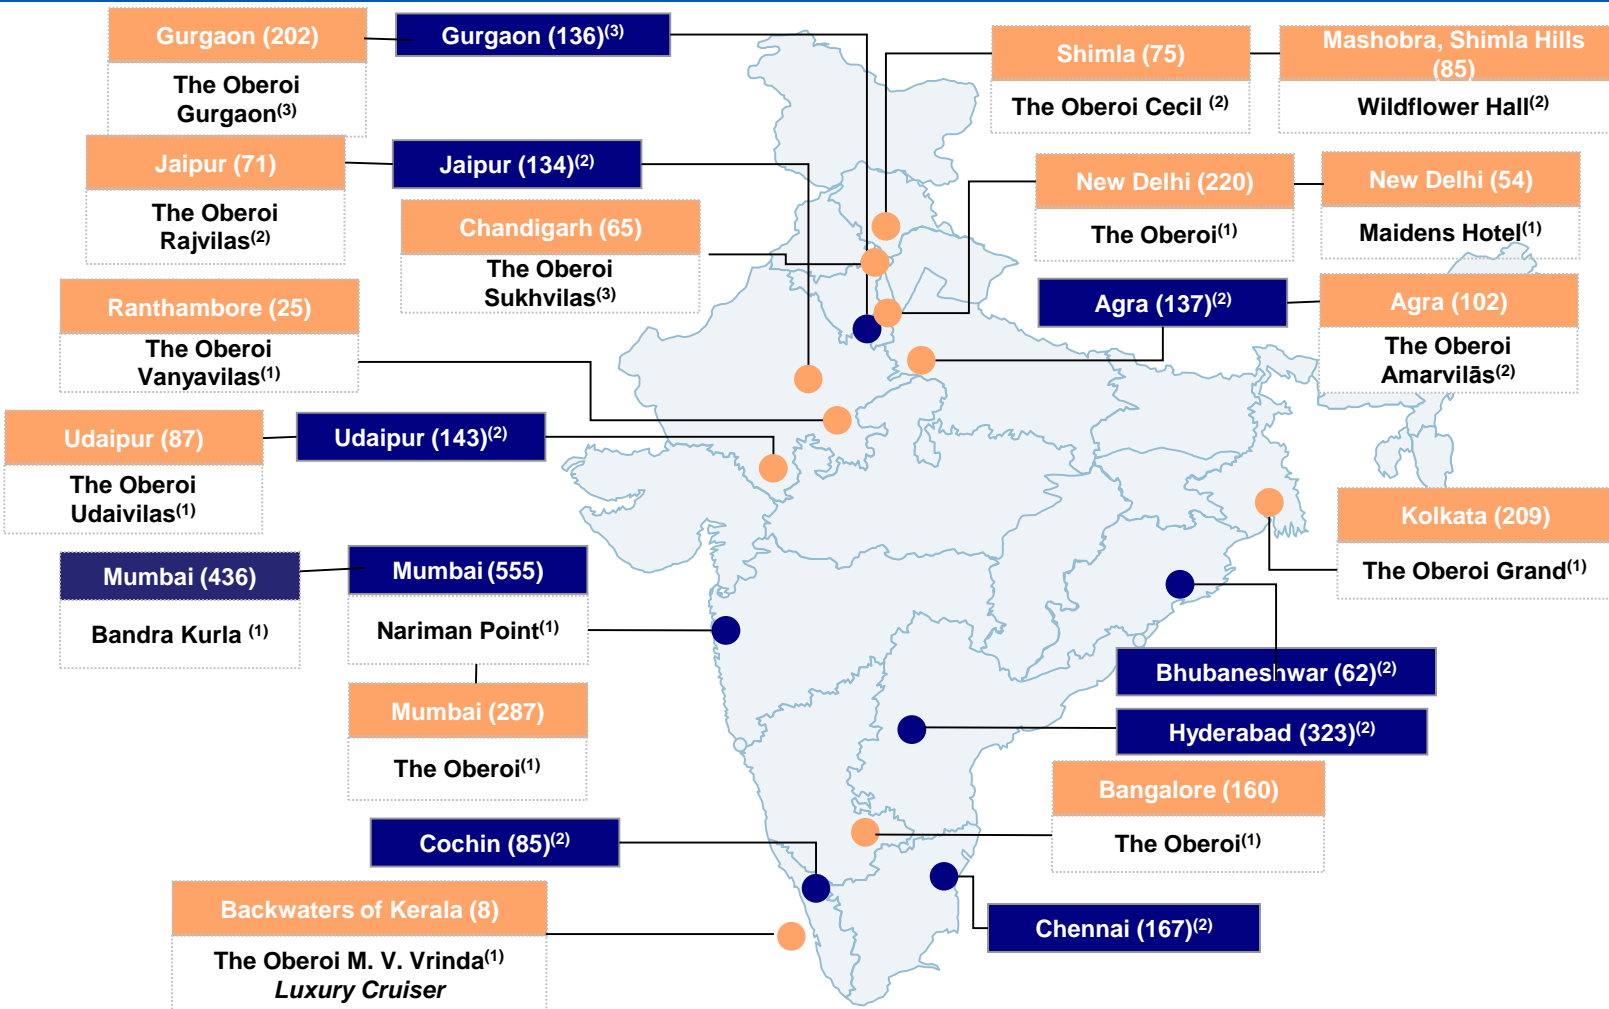 Gurgaon (202)
The Oberoi
Gurgaon(3)
Gurgaon (136)(3)
Shimla (75)
The Oberoi Cecil (2)
Mashobra, Shimla Hills
(85)
Wildflower Hall(2)
Jaipur (71)
The Oberoi
Rajvilas(2)
Jaipur (134)(2)
Chandigarh (65)
The Oberoi
Sukhvilas(3)
New Delhi (220)
The Oberoi(1)
New Delhi (54)
Maidens Hotel(1)
Ranthambore (25)
The Oberoi
Vanyavilas(1)
Agra (137)(2)
Agra (102)
The Oberoi
Amarvilās(2)
Udaipur (87)
The Oberoi
Udaivilas(1)
Udaipur (143)(2)
Kolkata (209)
The Oberoi Grand(1)
Mumbai (436)
Bandra Kurla (1)
Mumbai (555)
Nariman Point(1)
Mumbai (287)
The Oberoi(1)
Bhubaneshwar (62)(2)
Hyderabad (323)(2)
Bangalore (160)
The Oberoi(1)
Cochin (85)(2)
Chennai (167)(2)
Backwaters of Kerala (8)
The Oberoi M. V. Vrinda(1)
Luxury Cruiser